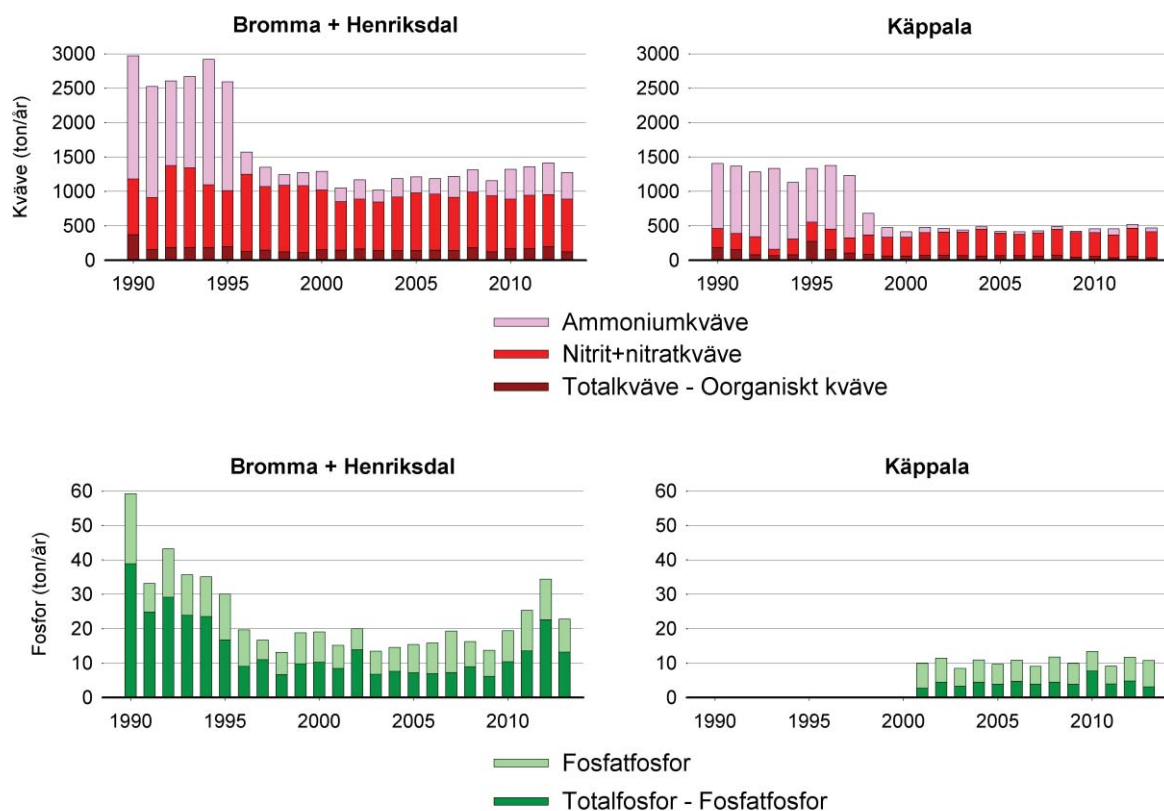 Bromma + Henriksdal
Käppala
Kväve (ton/år)
3000
2500
2000
1500
1000
500
0
1990 1995 2000 2005 2010
3000
2500
2000
1500
1000
500
0
1990 1995 2000 2005 2010
Ammoniumkväve
Nitrit+nitratkväve
Totalkväve - Oorganiskt kväve
Bromma + Henriksdal
Käppala
Fosfor (ton/år)
60
50
40
30
20
10
0
1990 1995 2000 2005 2010
60
50
40
30
20
10
0
1990 1995 2000 2005 2010
Fosfatfosfor
Totalfosfor - Fosfatfosfor